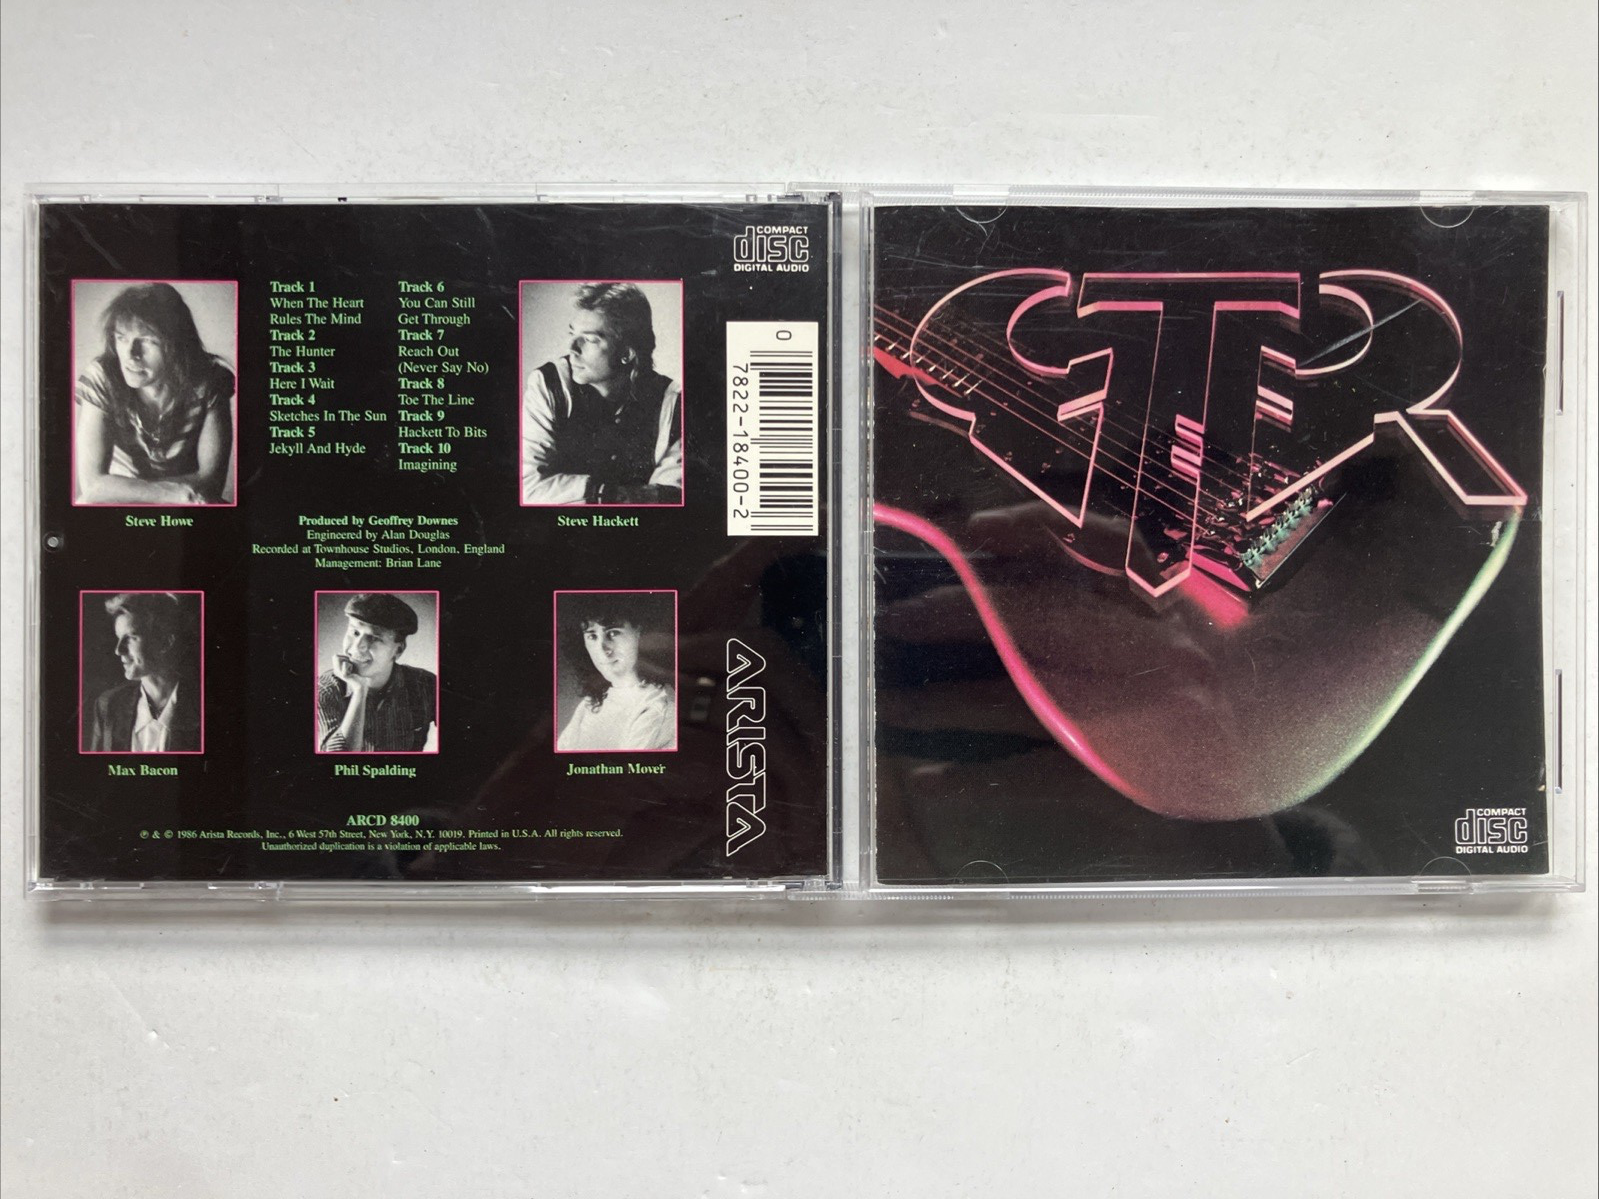 COMPACT
disc
DIGITAL AUDIO
Track 1
When The Heart
Rules The Mind
Track 2
The Hunter
Track 3
Here I Wait
Track 4
Sketches In The Sun
Track 5
Jekyll And Hyde
Track 6
You Can Still
Get Through
Track 7
Reach Out
(Never Say No)
Track 8
Toe The Line
Track 9
Hackett To Bits
Track 10
Imagining
Steve Howe
Steve Hackett
Produced by Geoffrey Downes
Engineered by Alan Douglas
Recorded at Townhouse Studios, London, England
Management: Brian Lane
0
7822-18400-2
Max Bacon
Phil Spalding
Jonathan Mover
ARISTA
ARCD 8400
℗ & © 1986 Arista Records, Inc., 6 West 57th Street, New York, N.Y. 10019. Printed in U.S.A. All rights reserved.
Unauthorized duplication is a violation of applicable laws.
GTR
COMPACT
disc
DIGITAL AUDIO